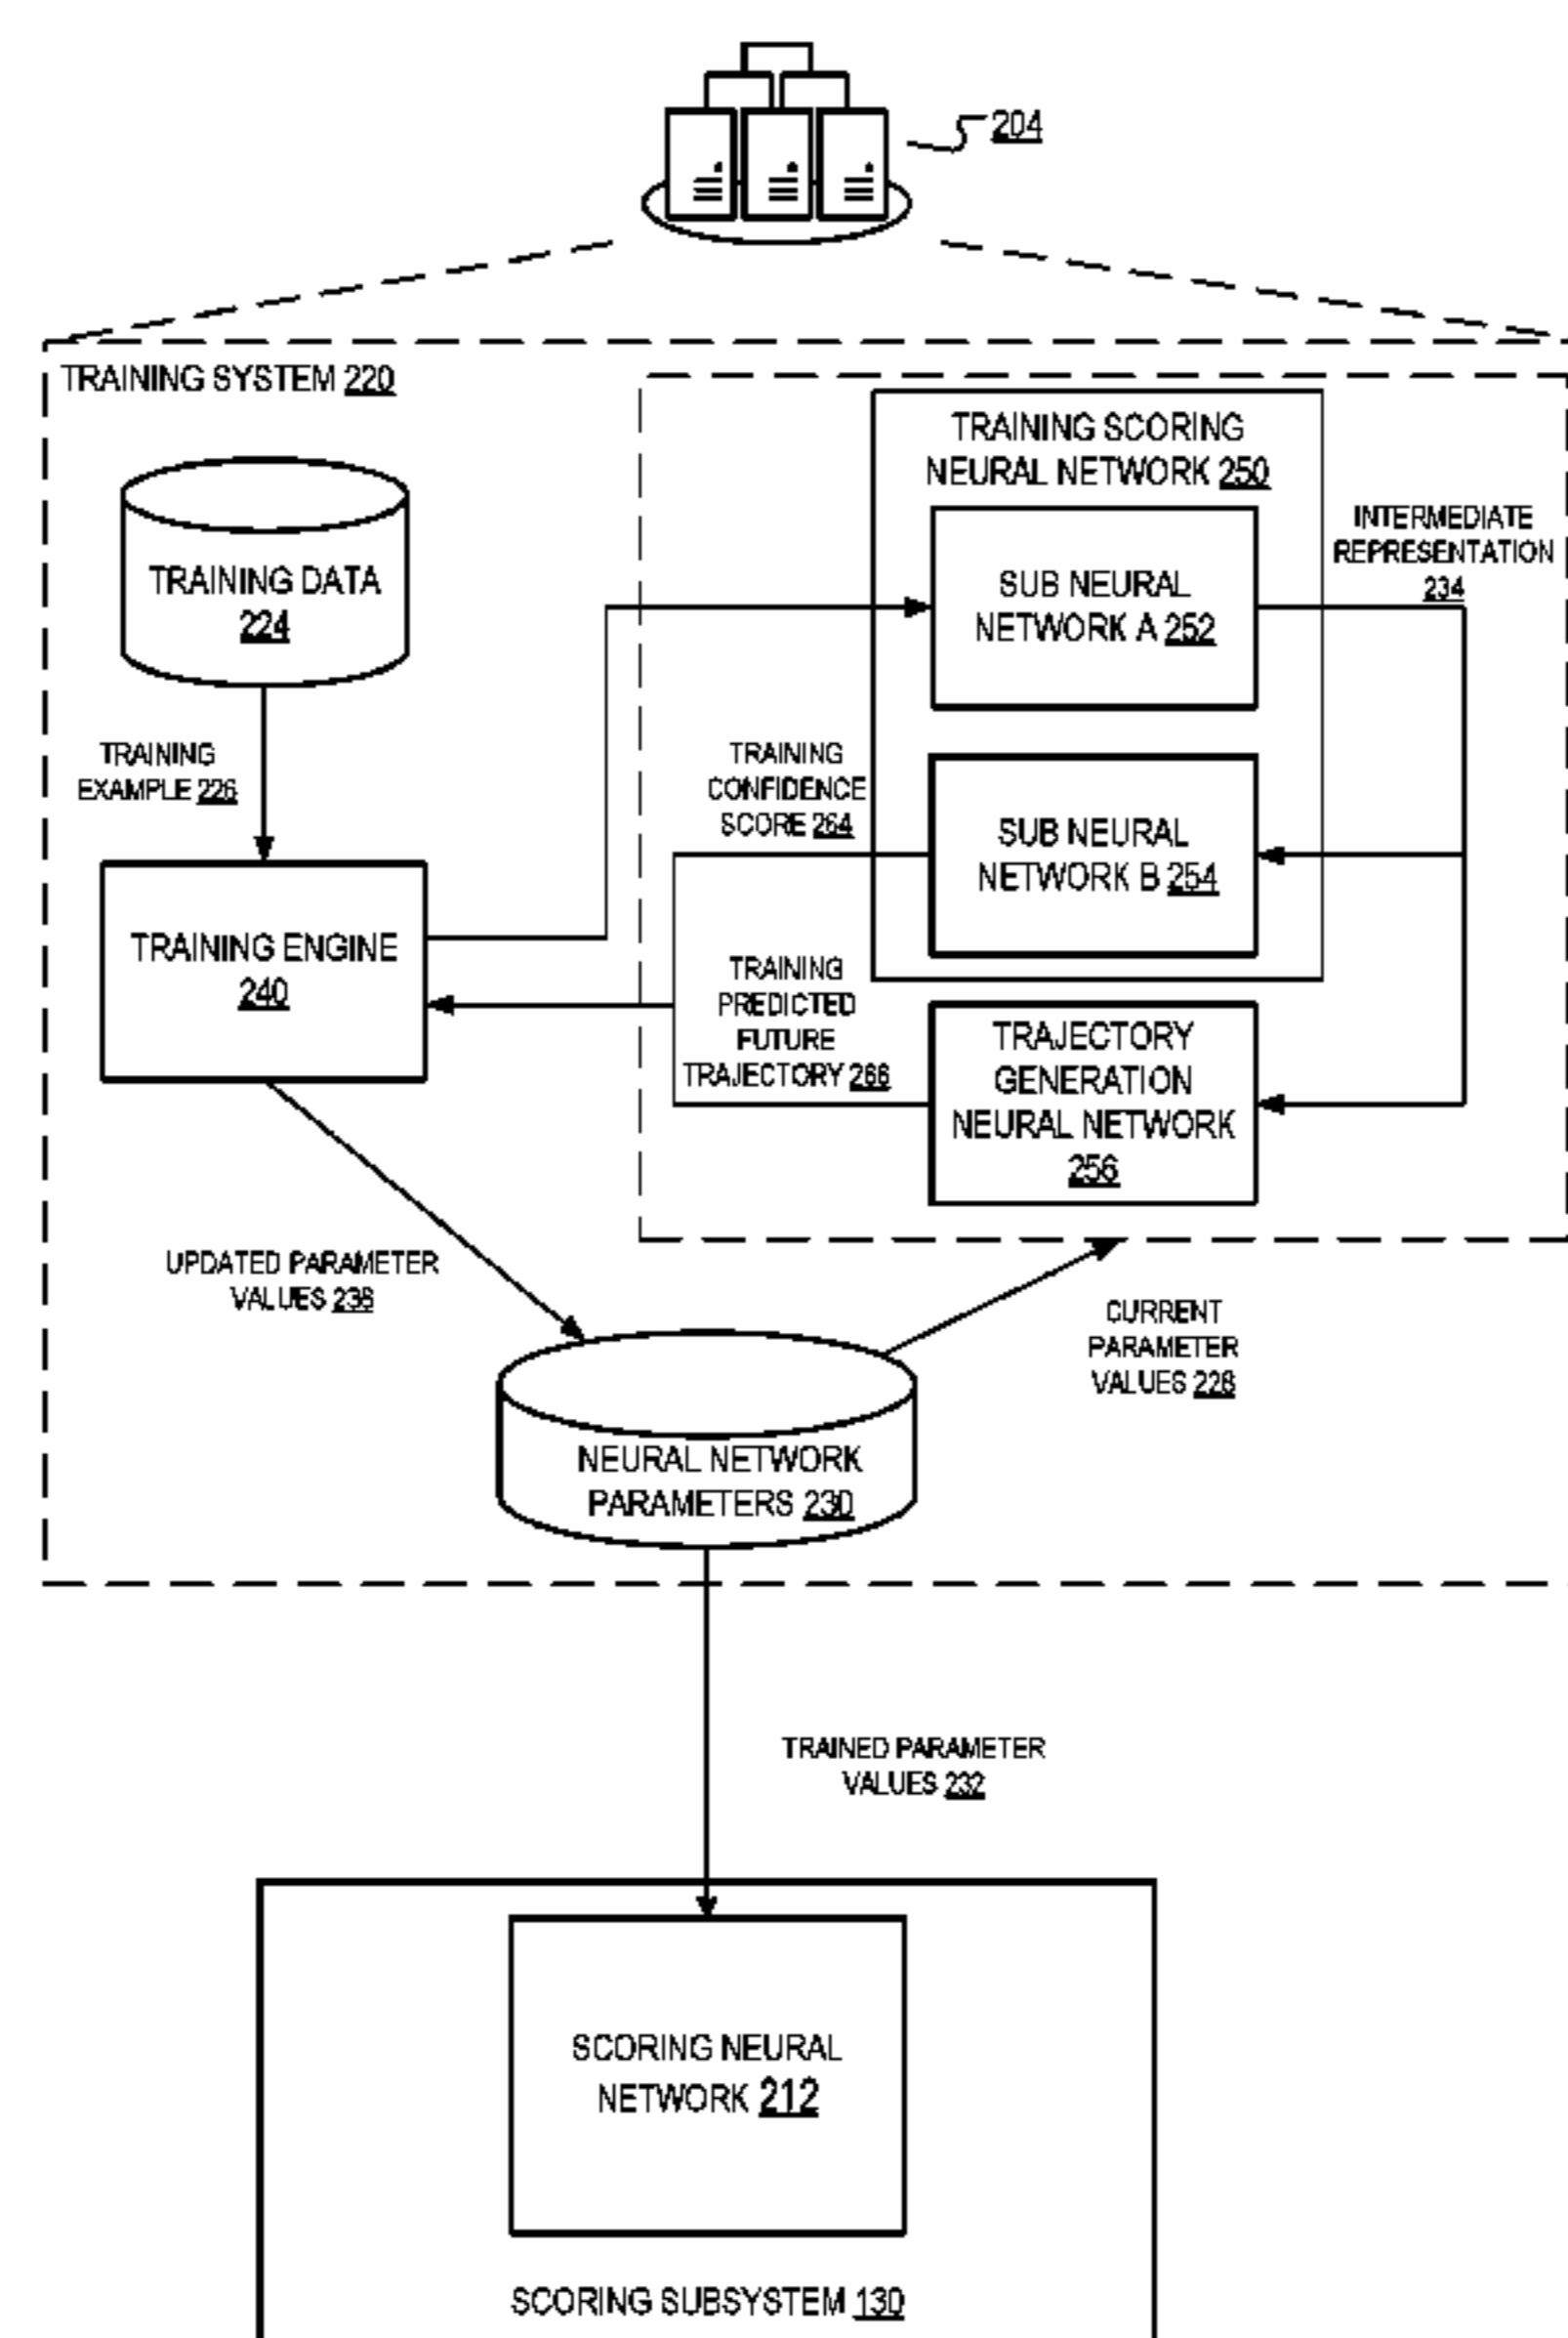 204
TRAINING SYSTEM 220
TRAINING SCORING
NEURAL NETWORK 250
TRAINING DATA
224
SUB NEURAL
NETWORK A 252
INTERMEDIATE
REPRESENTATION
234
TRAINING
EXAMPLE 226
TRAINING
CONFIDENCE
SCORE 264
SUB NEURAL
NETWORK B 254
TRAINING ENGINE
240
TRAINING
PREDICTED
FUTURE
TRAJECTORY 266
TRAJECTORY
GENERATION
NEURAL NETWORK
256
UPDATED PARAMETER
VALUES 236
CURRENT
PARAMETER
VALUES 228
NEURAL NETWORK
PARAMETERS 230
TRAINED PARAMETER
VALUES 232
SCORING NEURAL
NETWORK 212
SCORING SUBSYSTEM 130